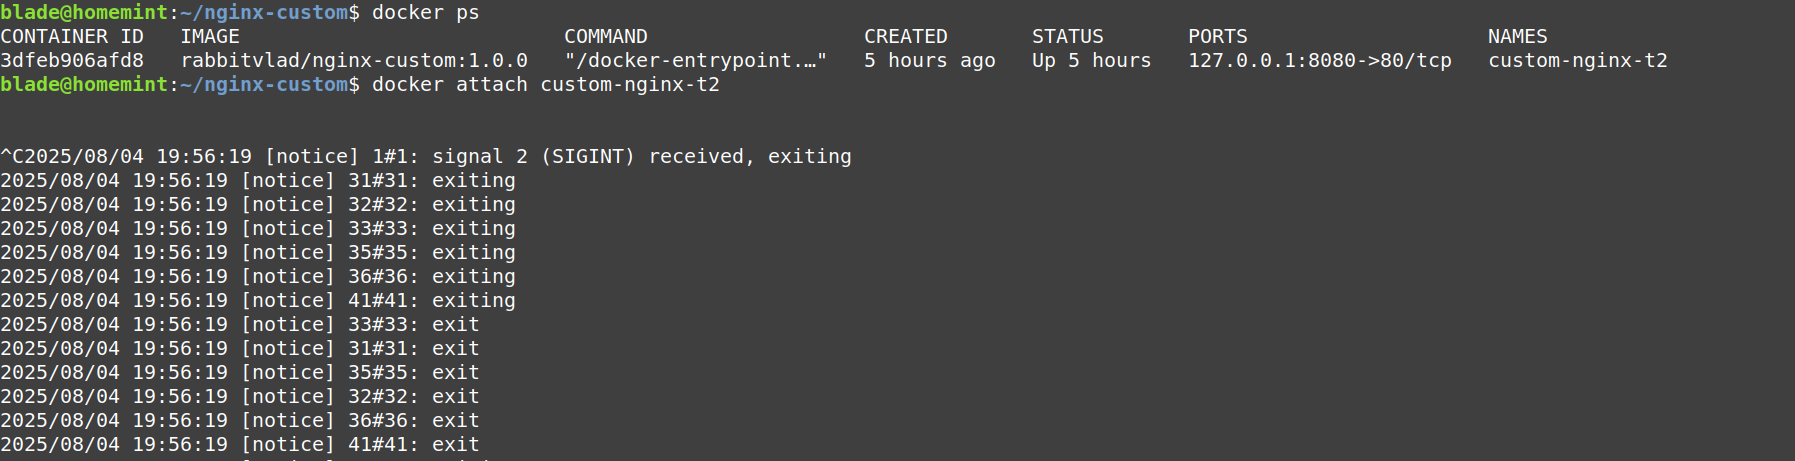 blade@homemint:~/nginx-custom$ docker ps
CONTAINER ID   IMAGE                           COMMAND                  CREATED       STATUS       PORTS                    NAMES
3dfeb906afd8   rabbitvlad/nginx-custom:1.0.0   "/docker-entrypoint.…"   5 hours ago   Up 5 hours   127.0.0.1:8080->80/tcp   custom-nginx-t2
blade@homemint:~/nginx-custom$ docker attach custom-nginx-t2
^C2025/08/04 19:56:19 [notice] 1#1: signal 2 (SIGINT) received, exiting
2025/08/04 19:56:19 [notice] 31#31: exiting
2025/08/04 19:56:19 [notice] 32#32: exiting
2025/08/04 19:56:19 [notice] 33#33: exiting
2025/08/04 19:56:19 [notice] 35#35: exiting
2025/08/04 19:56:19 [notice] 36#36: exiting
2025/08/04 19:56:19 [notice] 41#41: exiting
2025/08/04 19:56:19 [notice] 33#33: exit
2025/08/04 19:56:19 [notice] 31#31: exit
2025/08/04 19:56:19 [notice] 35#35: exit
2025/08/04 19:56:19 [notice] 32#32: exit
2025/08/04 19:56:19 [notice] 36#36: exit
2025/08/04 19:56:19 [notice] 41#41: exit